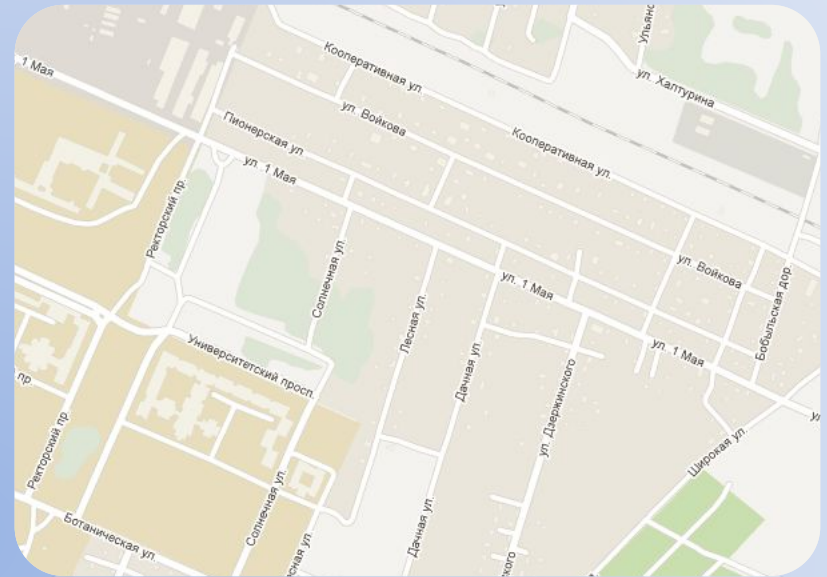 Ульянс
1 Мая
Кооперативная ул.
ул. Халтурина
ул. Войкова
Пионерская ул.
Кооперативная ул.
ул. 1 Мая
Ректорский пр.
Солнечная ул.
ул. 1 Мая
ул. Войкова
Бобыльская дор.
Лесная ул.
Университетский просп.
Дачная ул.
ул. 1 Мая
пр.
ул. Дзержинского
Ректорский пр.
Широкая ул.
Солнечная ул.
Дачная ул.
Ботаническая ул.